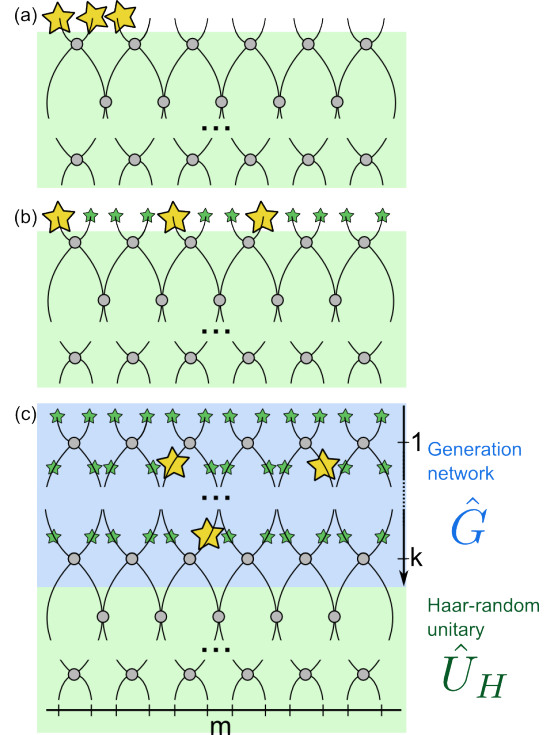 (a)
...
(b)
...
(c)
1
Generation
network
Ĝ
...
k
Haar-random
unitary
Û_H
...
m